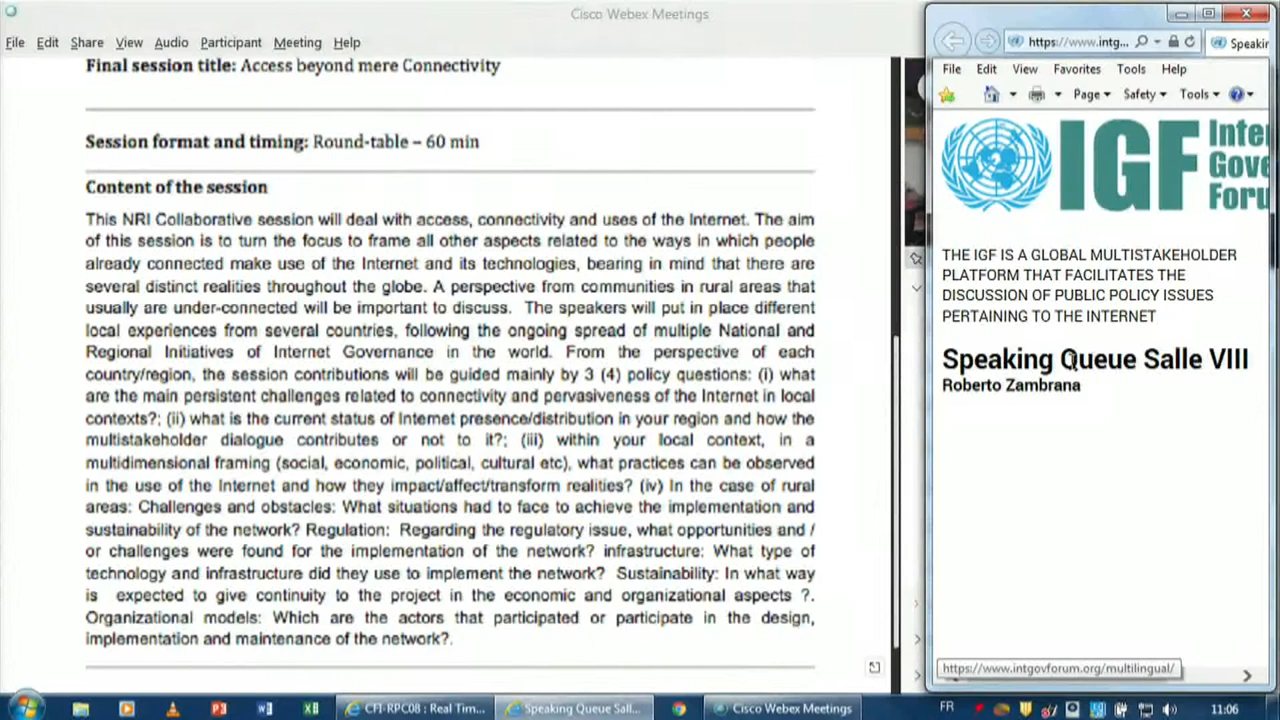 Cisco Webex Meetings
File Edit Share View Audio Participant Meeting Help
Final session title: Access beyond mere Connectivity
Session format and timing: Round-table – 60 min
Content of the session
This NRI Collaborative session will deal with access, connectivity and uses of the Internet. The aim
of this session is to turn the focus to frame all other aspects related to the ways in which people
already connected make use of the Internet and its technologies, bearing in mind that there are
several distinct realities throughout the globe. A perspective from communities in rural areas that
usually are under-connected will be important to discuss. The speakers will put in place different
local experiences from several countries, following the ongoing spread of multiple National and
Regional Initiatives of Internet Governance in the world. From the perspective of each
country/region, the session contributions will be guided mainly by 3 (4) policy questions: (i) what
are the main persistent challenges related to connectivity and pervasiveness of the Internet in local
contexts?; (ii) what is the current status of Internet presence/distribution in your region and how the
multistakeholder dialogue contributes or not to it?; (iii) within your local context, in a
multidimensional framing (social, economic, political, cultural etc), what practices can be observed
in the use of the Internet and how they impact/affect/transform realities? (iv) In the case of rural
areas: Challenges and obstacles: What situations had to face to achieve the implementation and
sustainability of the network? Regulation: Regarding the regulatory issue, what opportunities and /
or challenges were found for the implementation of the network? infrastructure: What type of
technology and infrastructure did they use to implement the network? Sustainability: In what way
is expected to give continuity to the project in the economic and organizational aspects ?.
Organizational models: Which are the actors that participated or participate in the design,
implementation and maintenance of the network?.
https://www.intg... Speakin
File Edit View Favorites Tools Help
Page Safety Tools
IGF Inter
Gove
Foru
THE IGF IS A GLOBAL MULTISTAKEHOLDER
PLATFORM THAT FACILITATES THE
DISCUSSION OF PUBLIC POLICY ISSUES
PERTAINING TO THE INTERNET
Speaking Queue Salle VIII
Roberto Zambrana
https://www.intgovforum.org/multilingual/
CFI-RPC08 : Real Tim... Speaking Queue Sall... Cisco Webex Meetings FR 11:06